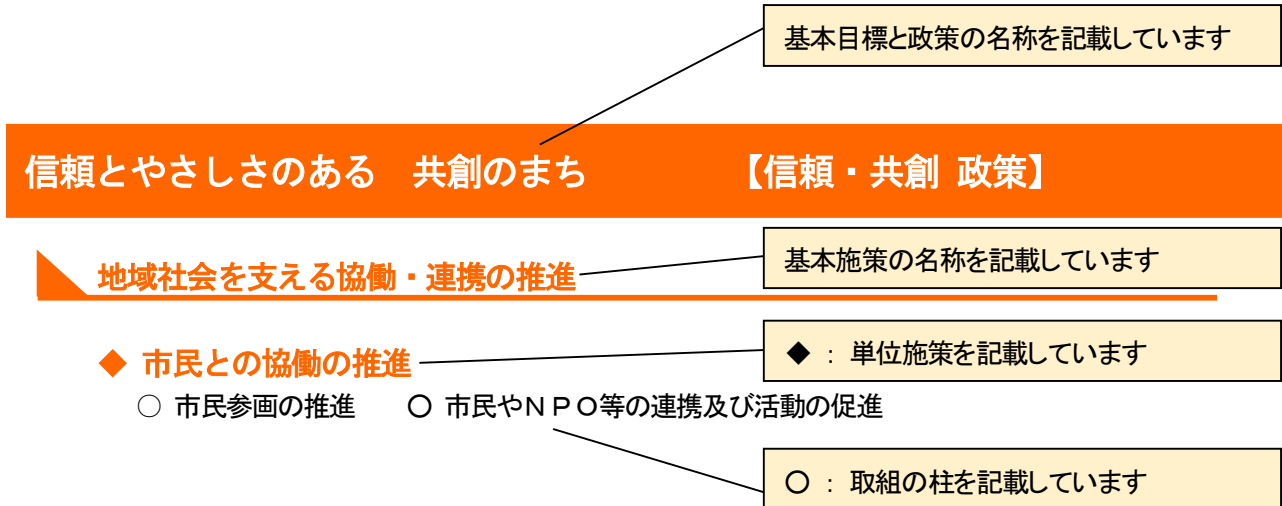 基本目標と政策の名称を記載しています
信頼とやさしさのある　共創のまち　　　　【信頼・共創 政策】
基本施策の名称を記載しています
地域社会を支える協働・連携の推進
◆ ： 単位施策を記載しています
◆ 市民との協働の推進
○ 市民参画の推進　　○ 市民やＮＰＯ等の連携及び活動の促進
○ ： 取組の柱を記載しています